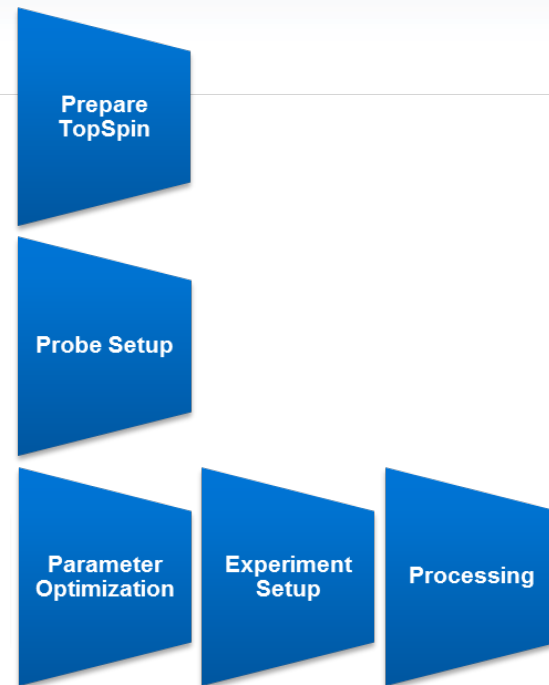 Prepare
TopSpin
Probe Setup
Parameter
Optimization
Experiment
Setup
Processing